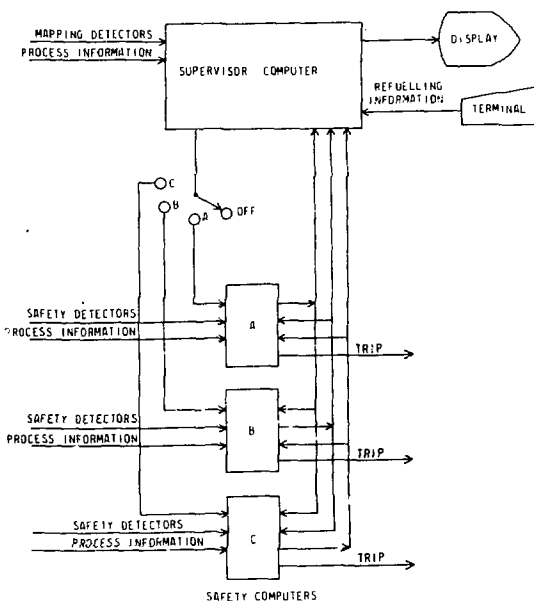 MAPPING DETECTORS
PROCESS INFORMATION
SUPERVISOR COMPUTER
DISPLAY
REFUELLING
INFORMATION
TERMINAL
C
B
A
OFF
SAFETY DETECTORS
PROCESS INFORMATION
A
TRIP
SAFETY DETECTORS
PROCESS INFORMATION
B
TRIP
SAFETY DETECTORS
PROCESS INFORMATION
C
TRIP
SAFETY COMPUTERS